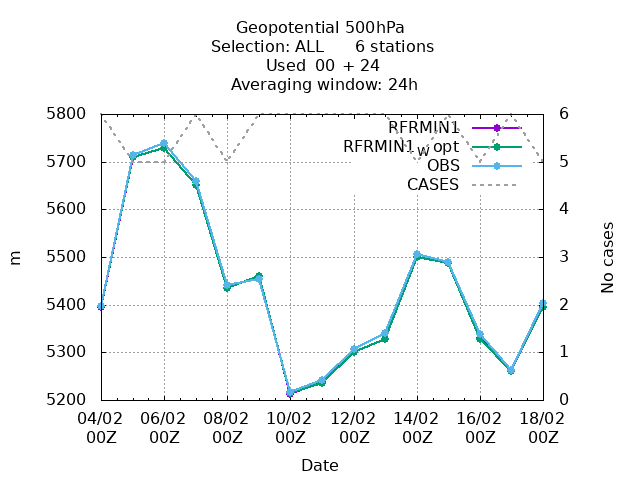 Geopotential 500hPa
Selection: ALL 6 stations
Used 00 + 24
Averaging window: 24h
5800
5700
5600
5500
5400
5300
5200
m
6
5
4
3
2
1
0
No cases
RFRMIN1
RFRMIN1_W opt
OBS
CASES
04/02 06/02 08/02 10/02 12/02 14/02 16/02 18/02
00Z 00Z 00Z 00Z 00Z 00Z 00Z 00Z
Date